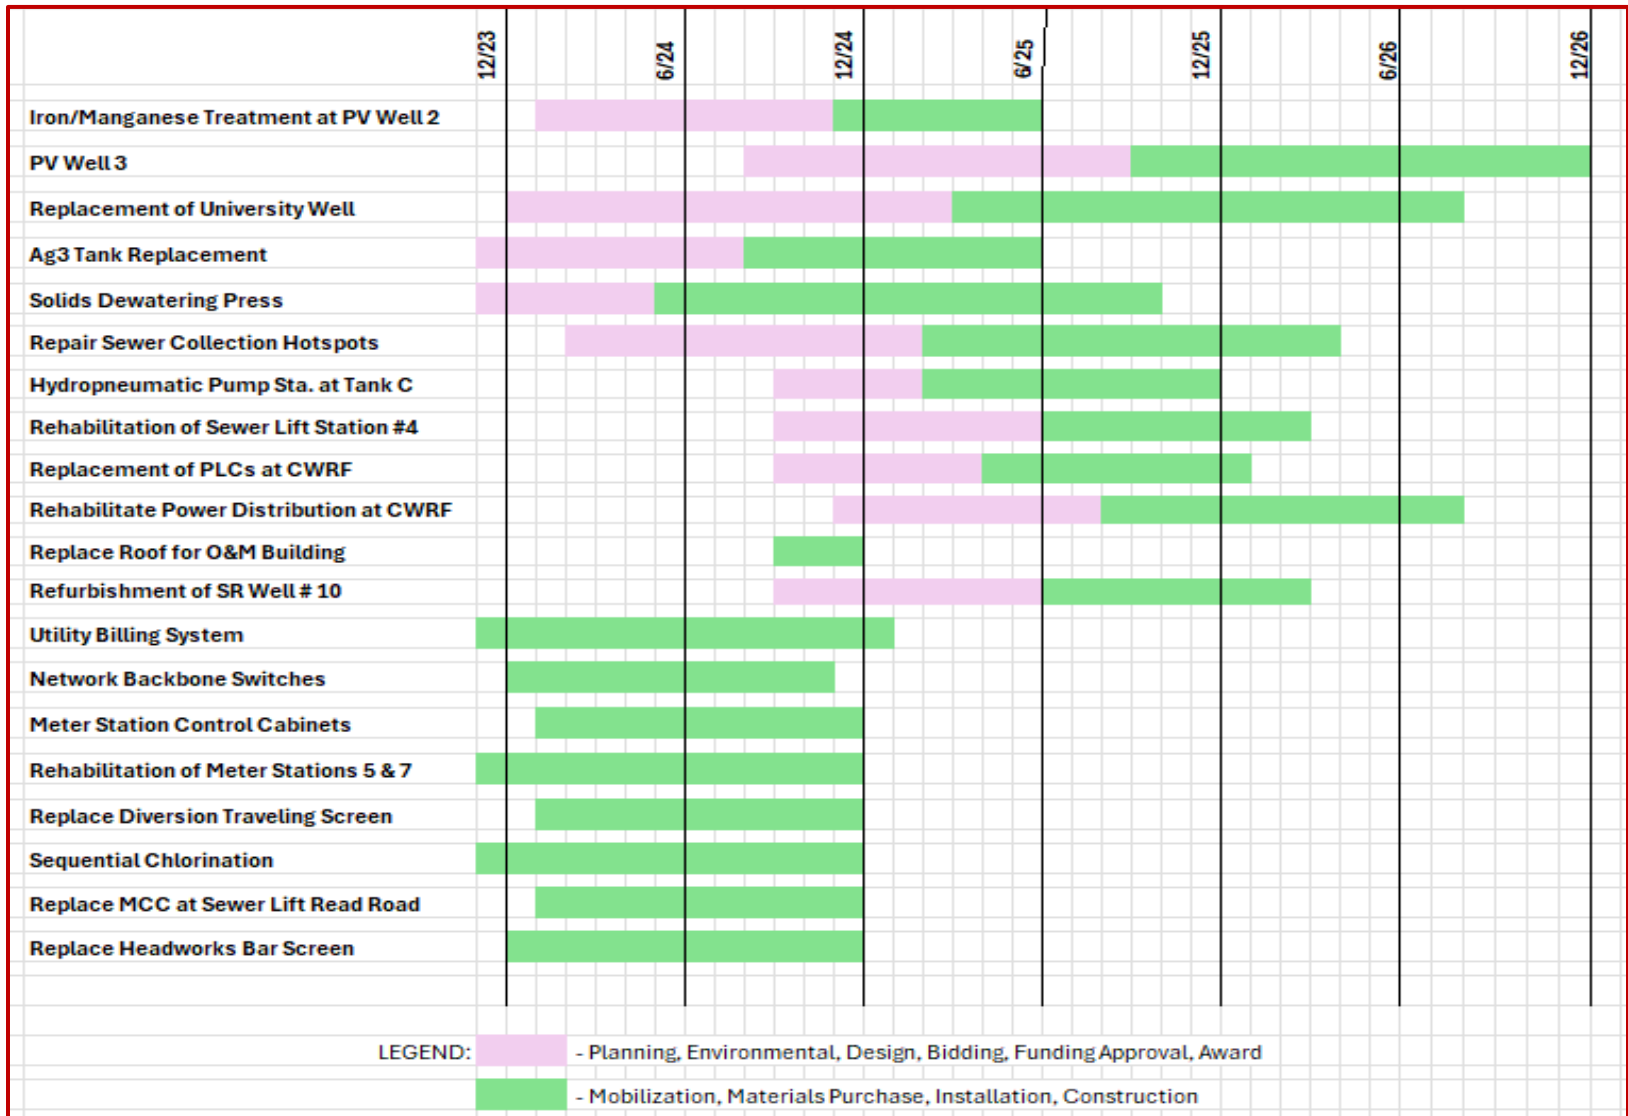 12/23 6/24 12/24 6/25 12/25 6/26 12/26
Iron/Manganese Treatment at PV Well 2
PV Well 3
Replacement of University Well
Ag3 Tank Replacement
Solids Dewatering Press
Repair Sewer Collection Hotspots
Hydropneumatic Pump Sta. at Tank C
Rehabilitation of Sewer Lift Station #4
Replacement of PLCs at CWRF
Rehabilitate Power Distribution at CWRF
Replace Roof for O&M Building
Refurbishment of SR Well # 10
Utility Billing System
Network Backbone Switches
Meter Station Control Cabinets
Rehabilitation of Meter Stations 5 & 7
Replace Diversion Traveling Screen
Sequential Chlorination
Replace MCC at Sewer Lift Read Road
Replace Headworks Bar Screen
LEGEND: - Planning, Environmental, Design, Bidding, Funding Approval, Award
- Mobilization, Materials Purchase, Installation, Construction